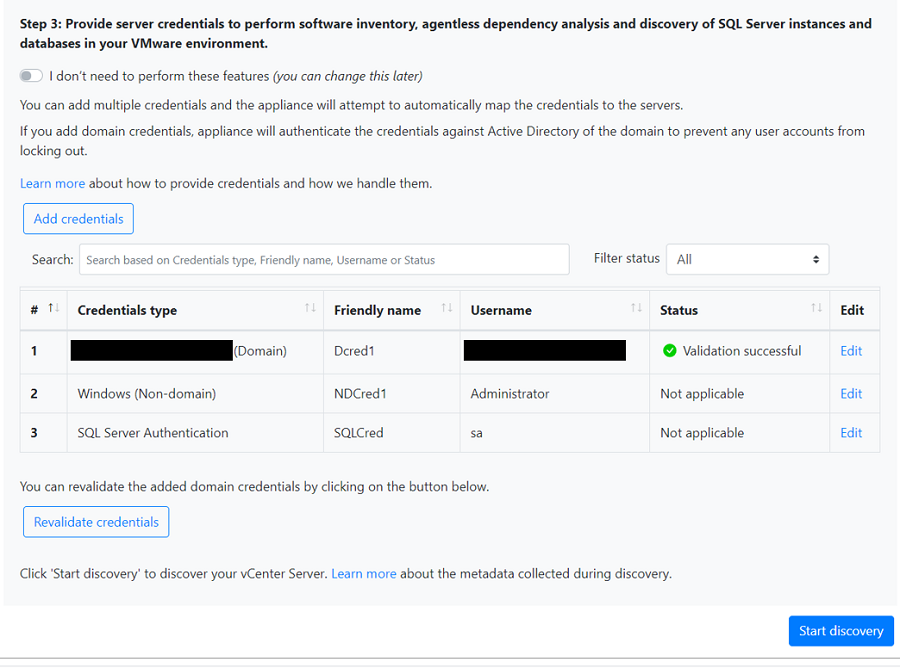 Step 3: Provide server credentials to perform software inventory, agentless dependency analysis and discovery of SQL Server instances and
databases in your VMware environment.
I don't need to perform these features (you can change this later)
You can add multiple credentials and the appliance will attempt to automatically map the credentials to the servers.
If you add domain credentials, appliance will authenticate the credentials against Active Directory of the domain to prevent any user accounts from
locking out.
Learn more about how to provide credentials and how we handle them.
Add credentials
Search: Search based on Credentials type, Friendly name, Username or Status Filter status All
# Credentials type Friendly name Username Status Edit
1 (Domain) Dcred1 Validation successful Edit
2 Windows (Non-domain) NDCred1 Administrator Not applicable Edit
3 SQL Server Authentication SQLCred sa Not applicable Edit
You can revalidate the added domain credentials by clicking on the button below.
Revalidate credentials
Click 'Start discovery' to discover your vCenter Server. Learn more about the metadata collected during discovery.
Start discovery